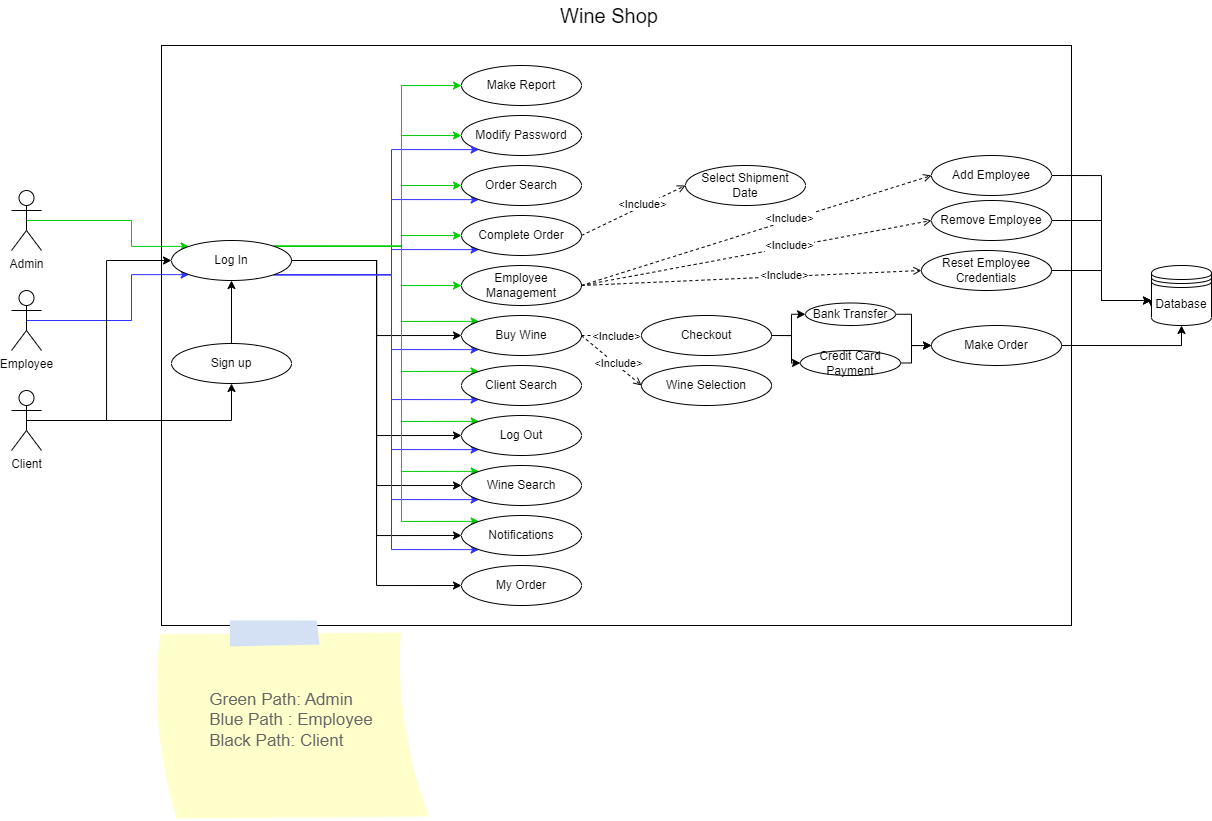 Wine Shop
Make Report
Modify Password
Order Search
Select Shipment
Date
<Include>
Complete Order
Employee
Management
<Include>
<Include>
<Include>
Add Employee
Remove Employee
Reset Employee
Credentials
Admin
Log In
Employee
Sign up
Client
Buy Wine
<Include>
<Include>
Checkout
Wine Selection
Bank Transfer
Credit Card
Payment
Make Order
Database
Client Search
Log Out
Wine Search
Notifications
My Order
Green Path: Admin
Blue Path : Employee
Black Path: Client